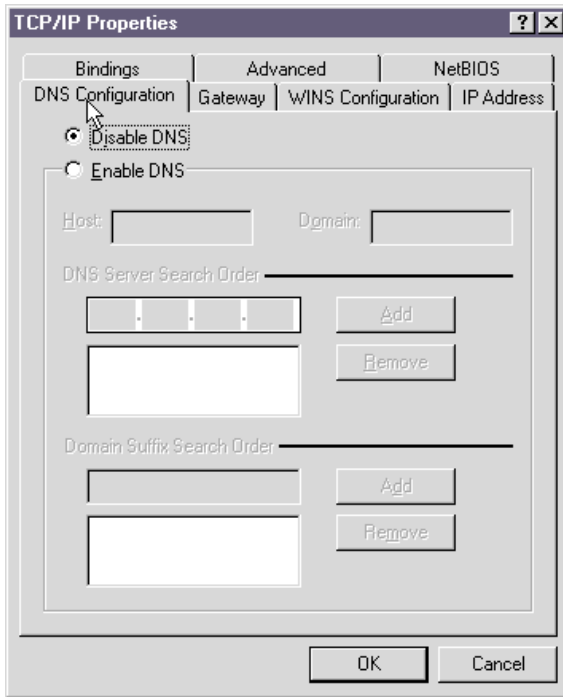 TCP/IP Properties
? ×
Bindings Advanced NetBIOS
DNS Configuration Gateway WINS Configuration IP Address
Disable DNS
Enable DNS
Host: Domain:
DNS Server Search Order
. . . Add
Remove
Domain Suffix Search Order
Add
Remove
OK Cancel